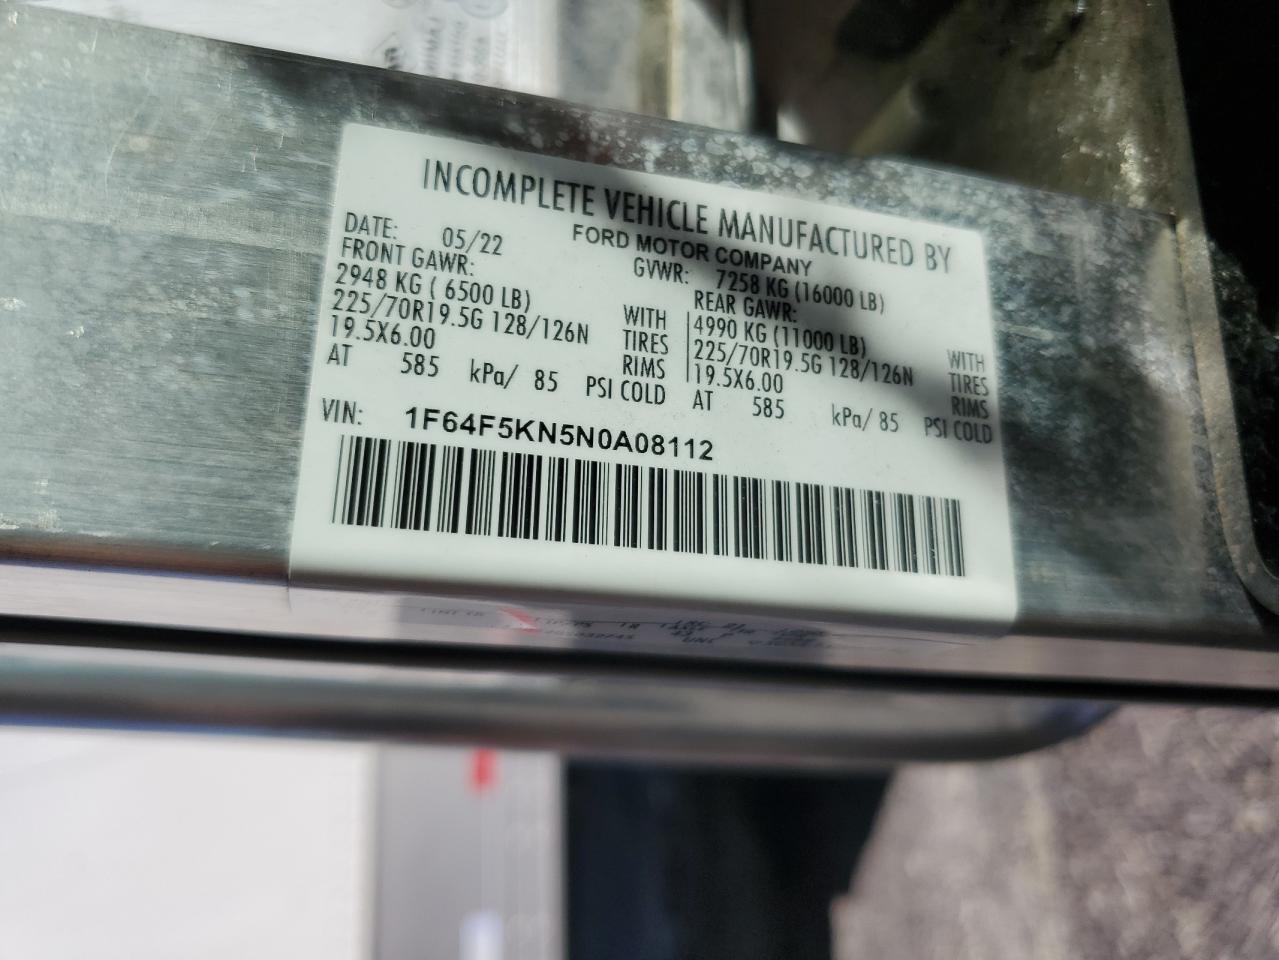 INCOMPLETE VEHICLE MANUFACTURED BY
FORD MOTOR COMPANY
DATE: 05/22
GVWR: 7258 KG (16000 LB)
FRONT GAWR:
2948 KG ( 6500 LB) WITH
225/70R19.5G 128/126N TIRES
19.5X6.00 RIMS
AT 585 kPa/ 85 PSI COLD
REAR GAWR:
4990 KG (11000 LB) WITH
225/70R19.5G 128/126N TIRES
19.5X6.00 RIMS
AT 585 kPa/ 85 PSI COLD
VIN: 1F64F5KN5N0A08112